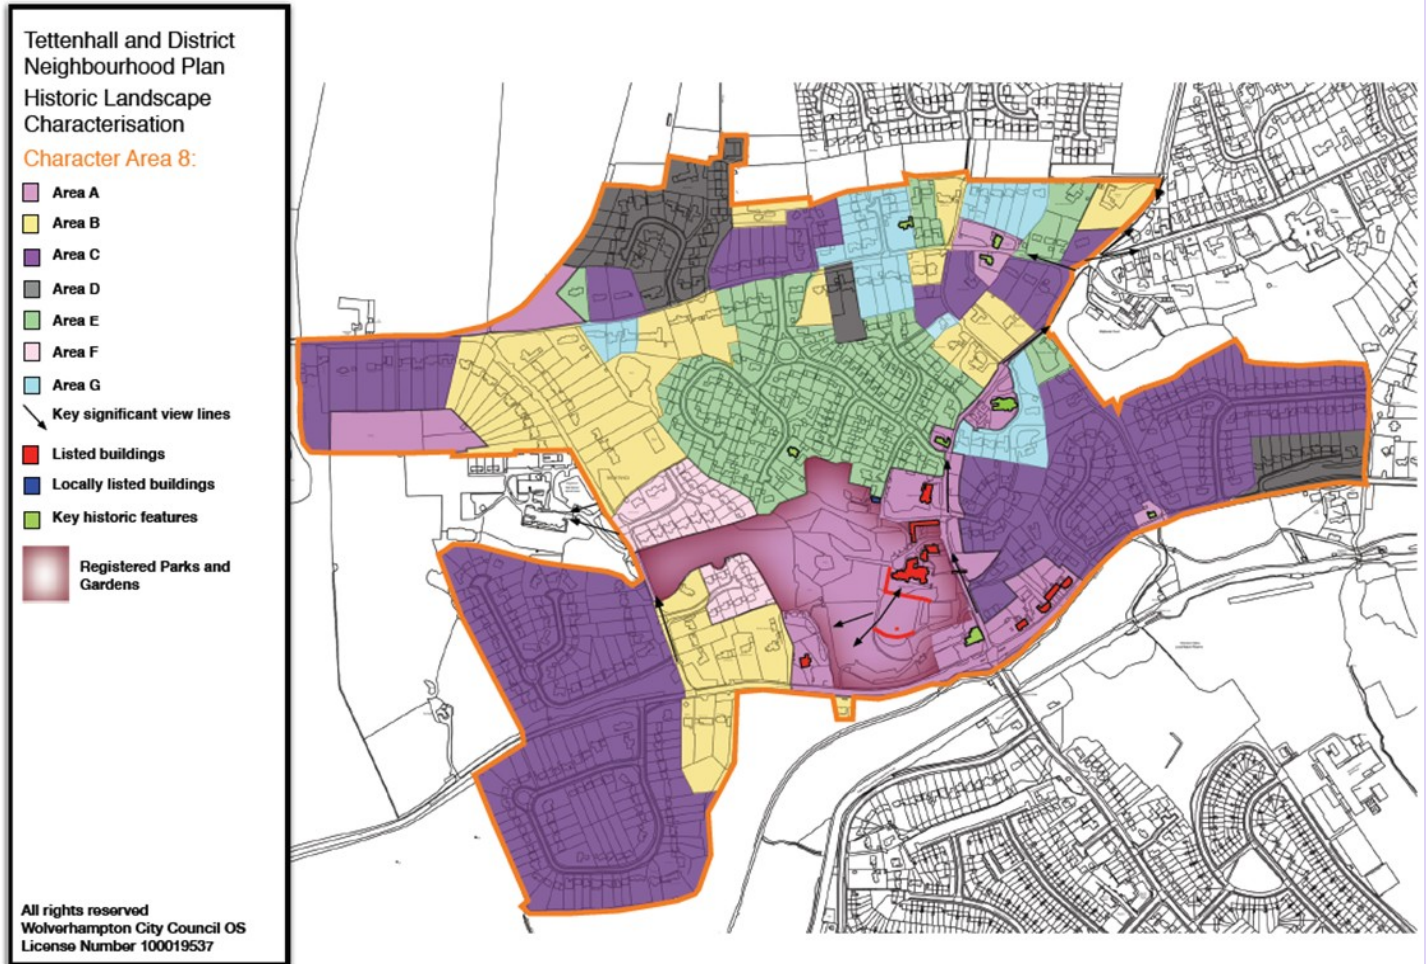 Tettenhall and District
Neighbourhood Plan
Historic Landscape
Characterisation
Character Area 8:
Area A
Area B
Area C
Area D
Area E
Area F
Area G
Key significant view lines
Listed buildings
Locally listed buildings
Key historic features
Registered Parks and
Gardens
All rights reserved
Wolverhampton City Council OS
License Number 100019537